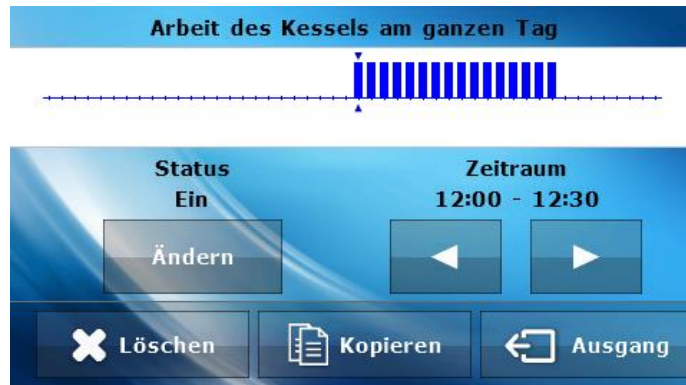 Arbeit des Kessels am ganzen Tag
Status
Zeitraum
Ein
12:00 - 12:30
Ändern
Löschen
Kopieren
Ausgang